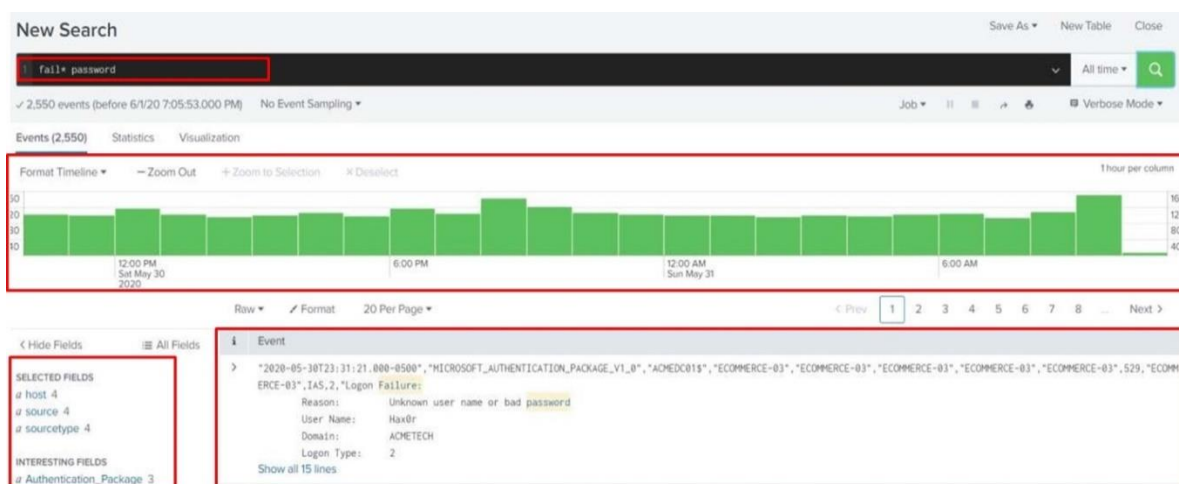 New Search
Save As ▾ New Table Close
1 fail* password
All time ▾
✓ 2,550 events (before 6/1/20 7:05:53.000 PM) No Event Sampling ▾
Job ▾
Verbose Mode ▾
Events (2,550) Statistics Visualization
Format Timeline ▾ — Zoom Out + Zoom to Selection × Deselect
1 hour per column
12:00 PM
Sat May 30
2020
6:00 PM
12:00 AM
Sun May 31
6:00 AM
Raw ▾ Format 20 Per Page ▾
< Prev 1 2 3 4 5 6 7 8 ... Next >
< Hide Fields All Fields
i Event
SELECTED FIELDS
a host 4
a source 4
a sourcetype 4
INTERESTING FIELDS
a Authentication_Package 3
> "2020-05-30T23:31:21.000-0500","MICROSOFT_AUTHENTICATION_PACKAGE_V1_0","ACMEDC01$","ECOMMERCE-03","ECOMMERCE-03","ECOMMERCE-03","ECOMMERCE-03","ECOMMERCE-03",529,"ECOMM
ERCE-03",IAS,2,"Logon Failure:
Reason: Unknown user name or bad password
User Name: Hax0r
Domain: ACMETECH
Logon Type: 2
Show all 15 lines